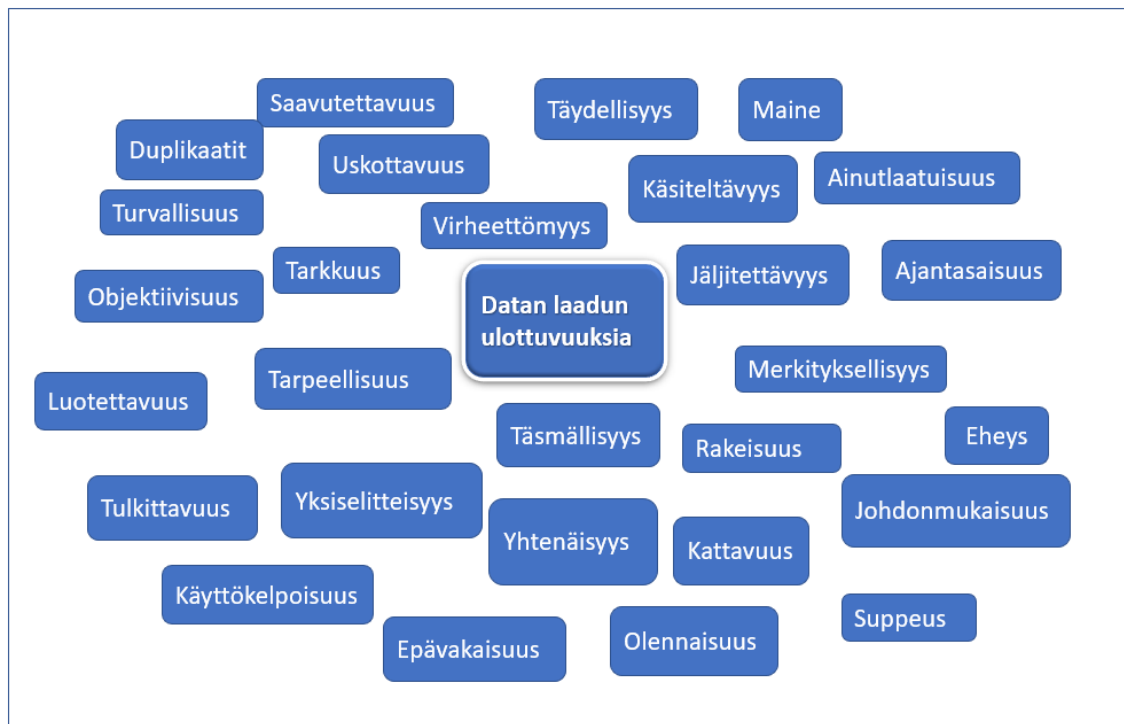 Saavutettavuus
Täydellisyys
Maine
Duplikaatit
Uskottavuus
Käsiteltävyys
Ainutlaatuisuus
Turvallisuus
Virheettömyys
Tarkkuus
Jäljitettävyys
Ajantasaisuus
Objektiivisuus
Datan laadun
ulottuvuuksia
Tarpeellisuus
Merkityksellisyys
Luotettavuus
Täsmällisyys
Rakeisuus
Eheys
Tulkittavuus
Yksiselitteisyys
Yhtenäisyys
Kattavuus
Johdonmukaisuus
Käyttökelpoisuus
Epävakaisuus
Olennaisuus
Suppeus